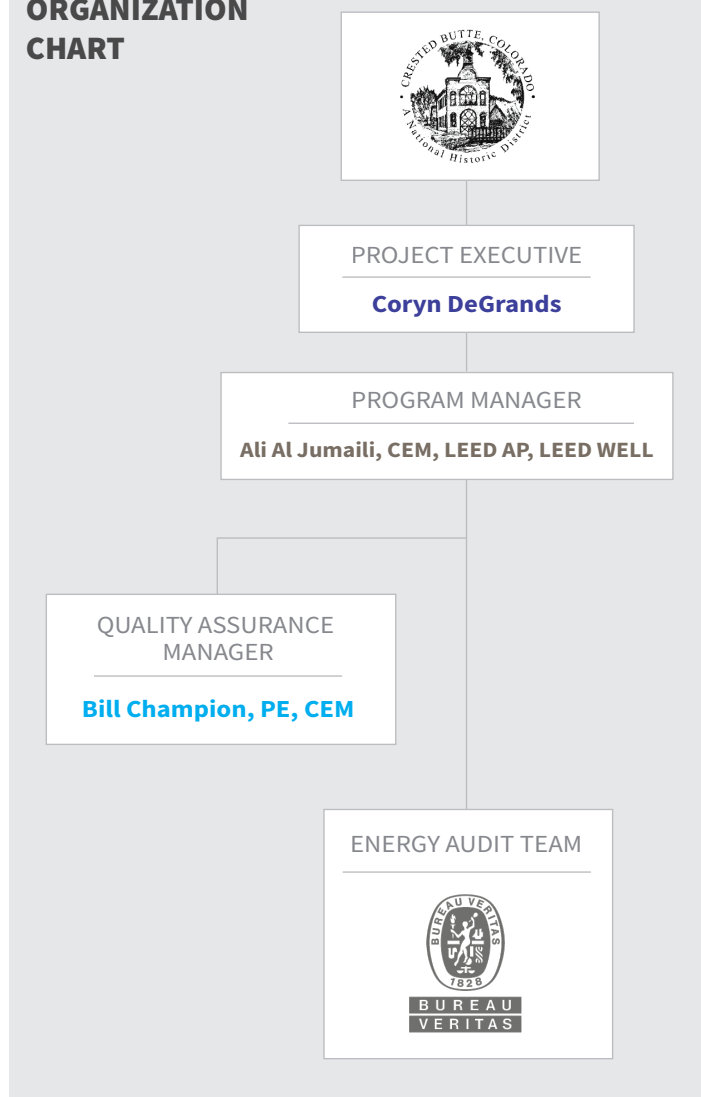 ORGANIZATION
CHART
• CRESTED BUTTE, COLORADO •
A National Historic District
PROJECT EXECUTIVE
Coryn DeGrands
PROGRAM MANAGER
Ali Al Jumaili, CEM, LEED AP, LEED WELL
QUALITY ASSURANCE
MANAGER
Bill Champion, PE, CEM
ENERGY AUDIT TEAM
BUREAU VERITAS
1828
BUREAU
VERITAS